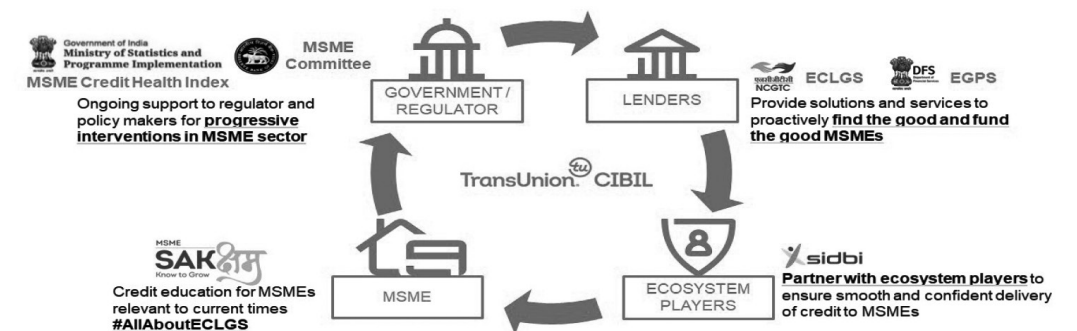 Government of India
Ministry of Statistics and
Programme Implementation
MSME Credit Health Index
MSME
Committee
Ongoing support to regulator and
policy makers for progressive
interventions in MSME sector
GOVERNMENT /
REGULATOR
LENDERS
एनसीजीटीसी
NCGTC
ECLGS
DFS
EGPS
Provide solutions and services to
proactively find the good and fund
the good MSMEs
TransUnion tu CIBIL
MSME
SAKक्षम
Know to Grow
Credit education for MSMEs
relevant to current times
#AllAboutECLGS
MSME
ECOSYSTEM
PLAYERS
sidbi
Partner with ecosystem players to
ensure smooth and confident delivery
of credit to MSMEs